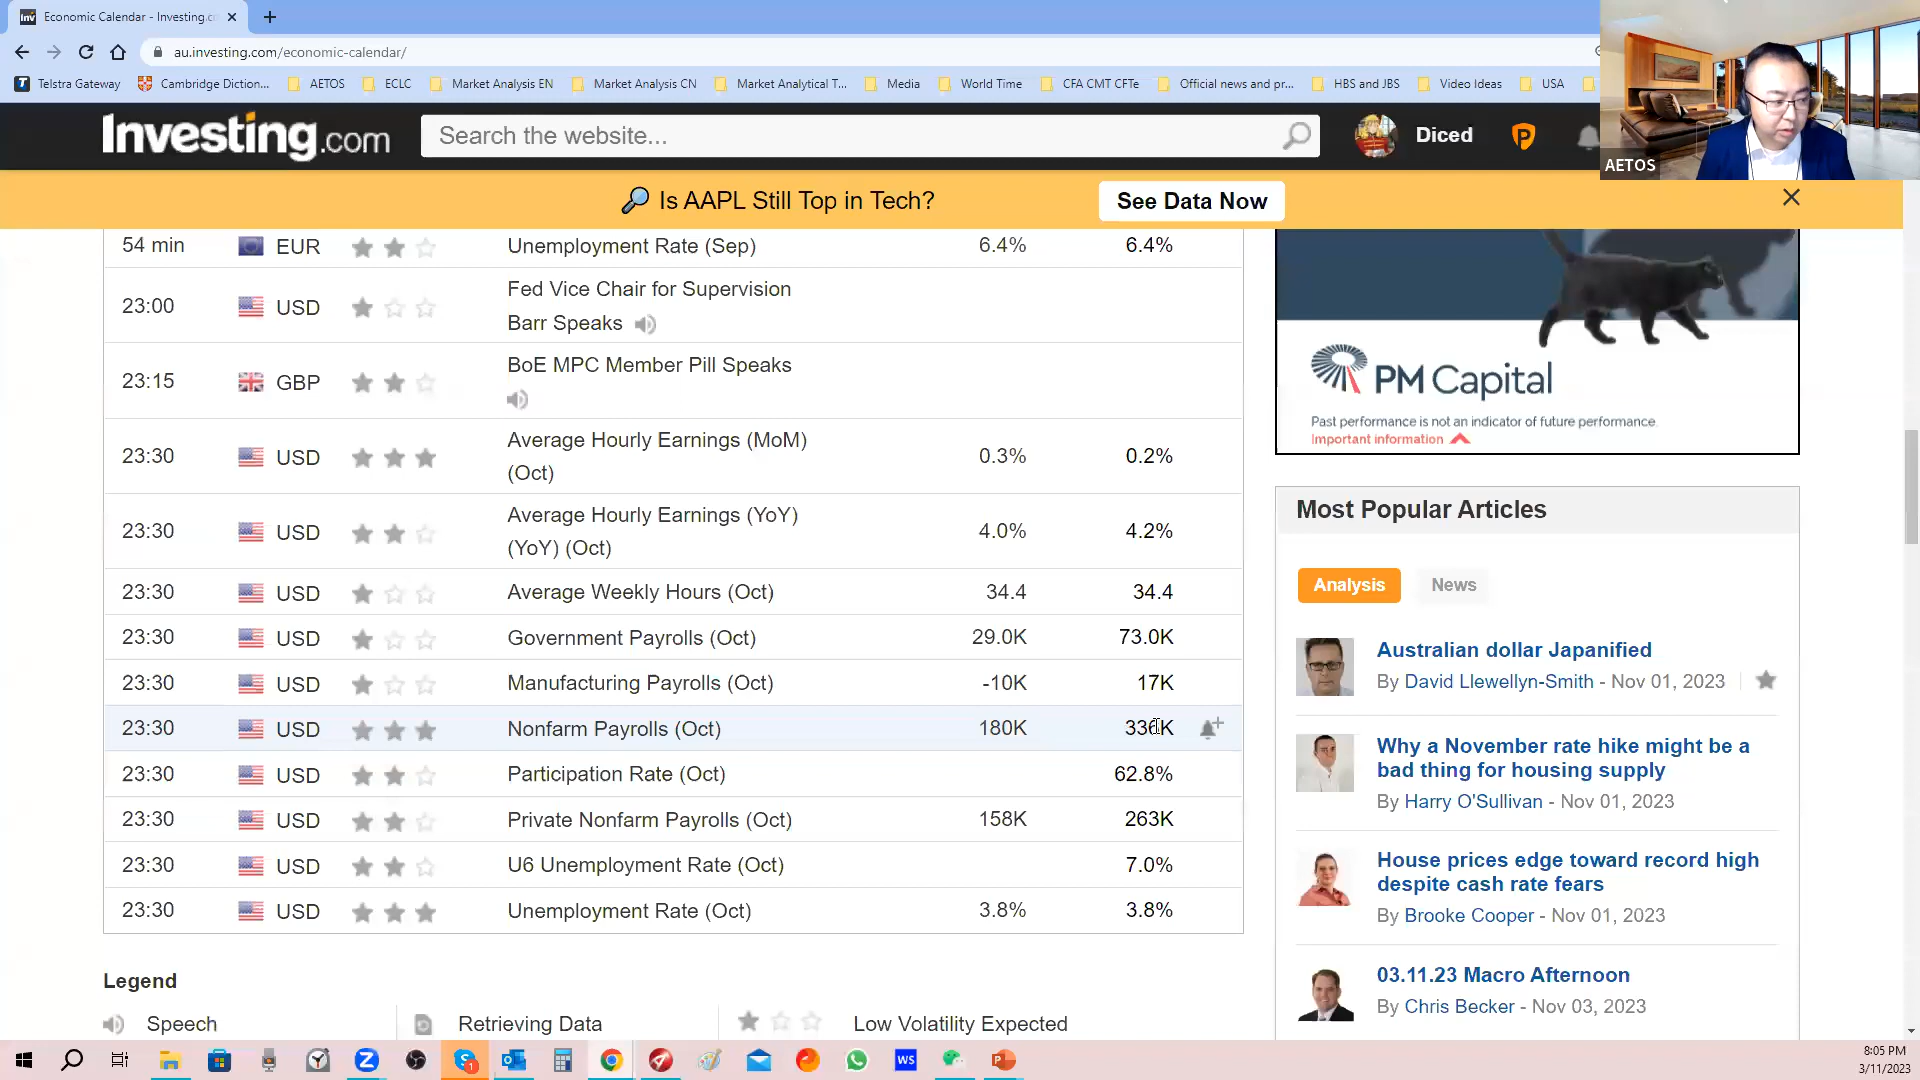 Economic Calendar - Investing.c
au.investing.com/economic-calendar/
Telstra Gateway
Cambridge Diction...
AETOS
ECLC
Market Analysis EN
Market Analysis CN
Market Analytical T...
Media
World Time
CFA CMT CFTe
Official news and pr...
HBS and JBS
Video Ideas
USA
Investing.com
Search the website...
Diced
AETOS
Is AAPL Still Top in Tech?
See Data Now
54 min EUR Unemployment Rate (Sep) 6.4% 6.4%
23:00 USD Fed Vice Chair for Supervision
Barr Speaks
23:15 GBP BoE MPC Member Pill Speaks
23:30 USD Average Hourly Earnings (MoM) 0.3% 0.2%
(Oct)
23:30 USD Average Hourly Earnings (YoY) 4.0% 4.2%
(YoY) (Oct)
23:30 USD Average Weekly Hours (Oct) 34.4 34.4
23:30 USD Government Payrolls (Oct) 29.0K 73.0K
23:30 USD Manufacturing Payrolls (Oct) -10K 17K
23:30 USD Nonfarm Payrolls (Oct) 180K 336K
23:30 USD Participation Rate (Oct) 62.8%
23:30 USD Private Nonfarm Payrolls (Oct) 158K 263K
23:30 USD U6 Unemployment Rate (Oct) 7.0%
23:30 USD Unemployment Rate (Oct) 3.8% 3.8%
Legend
Speech
Retrieving Data
Low Volatility Expected
PM Capital
Past performance is not an indicator of future performance.
Important information
Most Popular Articles
Analysis
News
Australian dollar Japanified
By David Llewellyn-Smith - Nov 01, 2023
Why a November rate hike might be a
bad thing for housing supply
By Harry O'Sullivan - Nov 01, 2023
House prices edge toward record high
despite cash rate fears
By Brooke Cooper - Nov 01, 2023
03.11.23 Macro Afternoon
By Chris Becker - Nov 03, 2023
WS
8:05 PM
3/11/2023